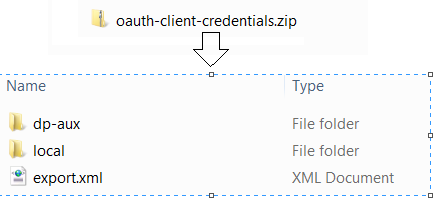 oauth-client-credentials.zip
Name Type
dp-aux File folder
local File folder
export.xml XML Document